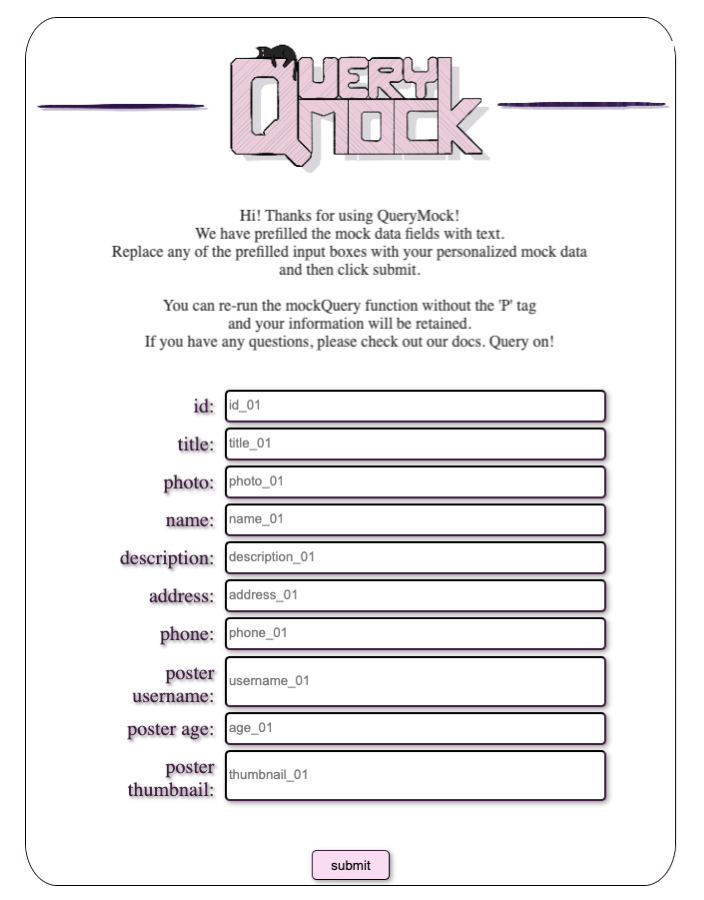 QUERY
MOCK
Hi! Thanks for using QueryMock!
We have prefilled the mock data fields with text.
Replace any of the prefilled input boxes with your personalized mock data
and then click submit.
You can re-run the mockQuery function without the 'P' tag
and your information will be retained.
If you have any questions, please check out our docs. Query on!
id: id_01
title: title_01
photo: photo_01
name: name_01
description: description_01
address: address_01
phone: phone_01
poster
username: username_01
poster age: age_01
poster
thumbnail: thumbnail_01
submit